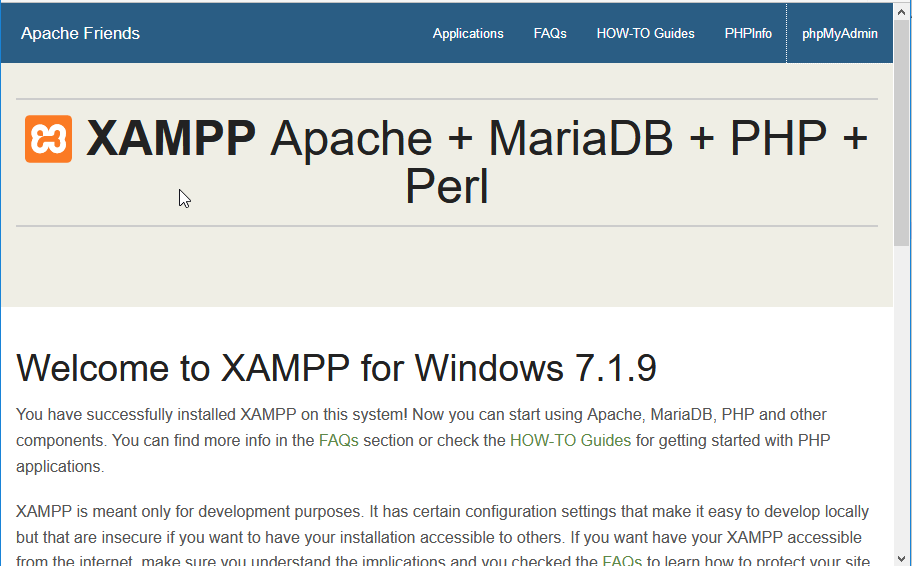 Apache Friends Applications FAQs HOW-TO Guides PHPInfo phpMyAdmin
XAMPP Apache + MariaDB + PHP +
Perl
Welcome to XAMPP for Windows 7.1.9
You have successfully installed XAMPP on this system! Now you can start using Apache, MariaDB, PHP and other
components. You can find more info in the FAQs section or check the HOW-TO Guides for getting started with PHP
applications.
XAMPP is meant only for development purposes. It has certain configuration settings that make it easy to develop locally
but that are insecure if you want to have your installation accessible to others. If you want have your XAMPP accessible
from the internet, make sure you understand the implications and you checked the FAQs to learn how to protect your site.